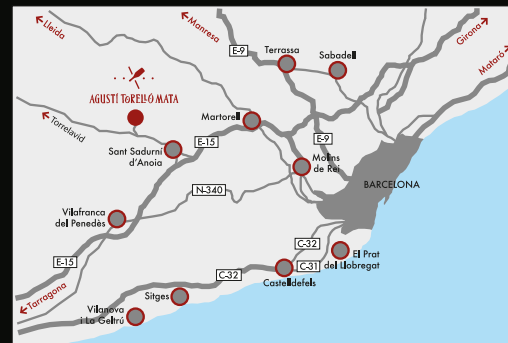 Lleida
Manresa
Girona
Mataró
E-9
Terrassa
Sabadell
AGUSTÍ TORELLÓ MATA
Torrelavid
Martorell
E-15
E-9
Sant Sadurní
d'Anoia
Molins
de Rei
BARCELONA
N-340
Vilafranca
del Penedès
C-32
El Prat
del Llobregat
E-15
C-31
C-32
Castelldefels
Tarragona
Sitges
Vilanova
i La Geltrú